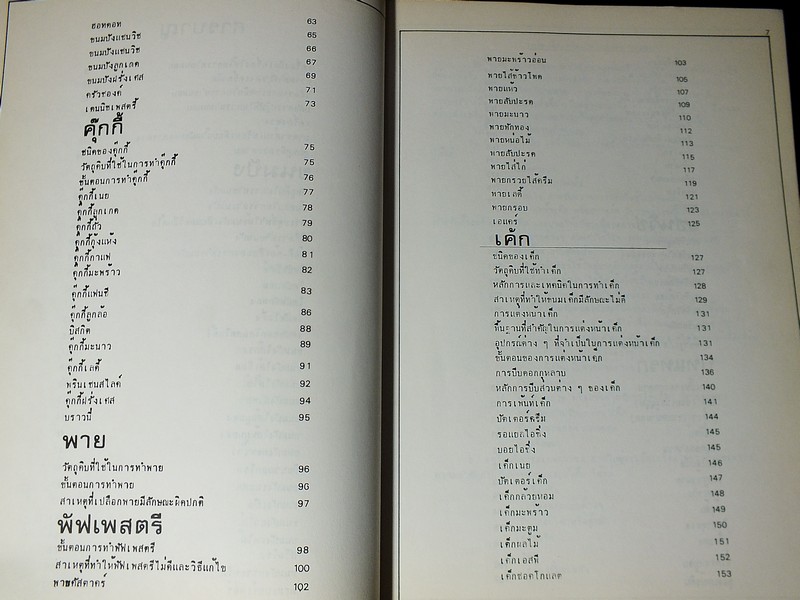 ฮอทดอท 63
ขนมปังแซนวิช 65
ขนมปังแซนวิช 66
ขนมปังลูกเกด 67
ขนมปังฝรั่งเศส 69
ครัวซองค์ 71
เดนนิชเพสตรี้ 73
คุ๊กกี้
ชนิดของคุ๊กกี้ 75
วัตถุดิบที่ใช้ในการทำคุ๊กกี้ 75
ขั้นตอนการทำคุ๊กกี้ 76
คุ๊กกี้เนย 77
คุ๊กกี้ลูกเกด 78
คุ๊กกี้ถั่ว 79
คุ๊กกี้กุ้งแห้ง 80
คุ๊กกี้กาแฟ 81
คุ๊กกี้มะพร้าว 82
คุ๊กกี้แฟนซี 83
คุ๊กกี้ลูกล้อ 86
บิสกิต 88
คุ๊กกี้มะนาว 89
คุ๊กกี้เลดี้ 91
พรินเซนสไลด์ 92
คุ๊กกี้ฝรั่งเศส 94
บราวนี่ 95
พาย
วัตถุดิบที่ใช้ในการทำพาย 96
ขั้นตอนการทำพาย 96
สาเหตุที่เปลือกพายมีลักษณะผิดปกติ 97
พัฟเพสตรี
ขั้นตอนการทำพัฟเพสตรี 98
สาเหตุที่ทำให้พัฟเพสตรีไม่ดีและวิธีแก้ไข 100
พายคัสตาดร์ 102
7
พายมะพร้าวอ่อน 103
พายไส้ข้าวโพด 105
พายแห้ว 107
พายสับปะรด 109
พายมะนาว 110
พายฟักทอง 112
พายหน่อไม้ 113
พายสับปะรด 115
พายไส้ไก่ 117
พายกรวยไส้ครีม 119
พายเลดี้ 121
พายกรอบ 123
เอแคร์ 125
เค้ก
ชนิดของเค้ก 127
วัตถุดิบที่ใช้ทำเค้ก 127
หลักการและเทคนิคในการทำเค้ก 128
สาเหตุที่ทำให้ขนมเค้กมีลักษณะไม่ดี 129
การแต่งหน้าเค้ก 131
พื้นฐานที่สำคัญในการแต่งหน้าเค้ก 131
อุปกรณ์ต่าง ๆ ที่จำเป็นในการแต่งหน้าเค้ก 131
ขั้นตอนของการแต่งหน้าเค้ก 134
การบีบดอกกุหลาบ 136
หลักการบีบส่วนต่าง ๆ ของเค้ก 140
การเพ้นท์เค้ก 141
บัตเตอร์ครีม 144
รอแยลไอซิ่ง 145
บอยไอซิ่ง 145
เค้กเนย 146
บัตเตอร์เค้ก 147
เค้กกล้วยหอม 148
เค้กมะพร้าว 149
เค้กมะตูม 150
เค้กผลไม้ 151
เค้กเอสพี 152
เค้กชอคโกแลต 153